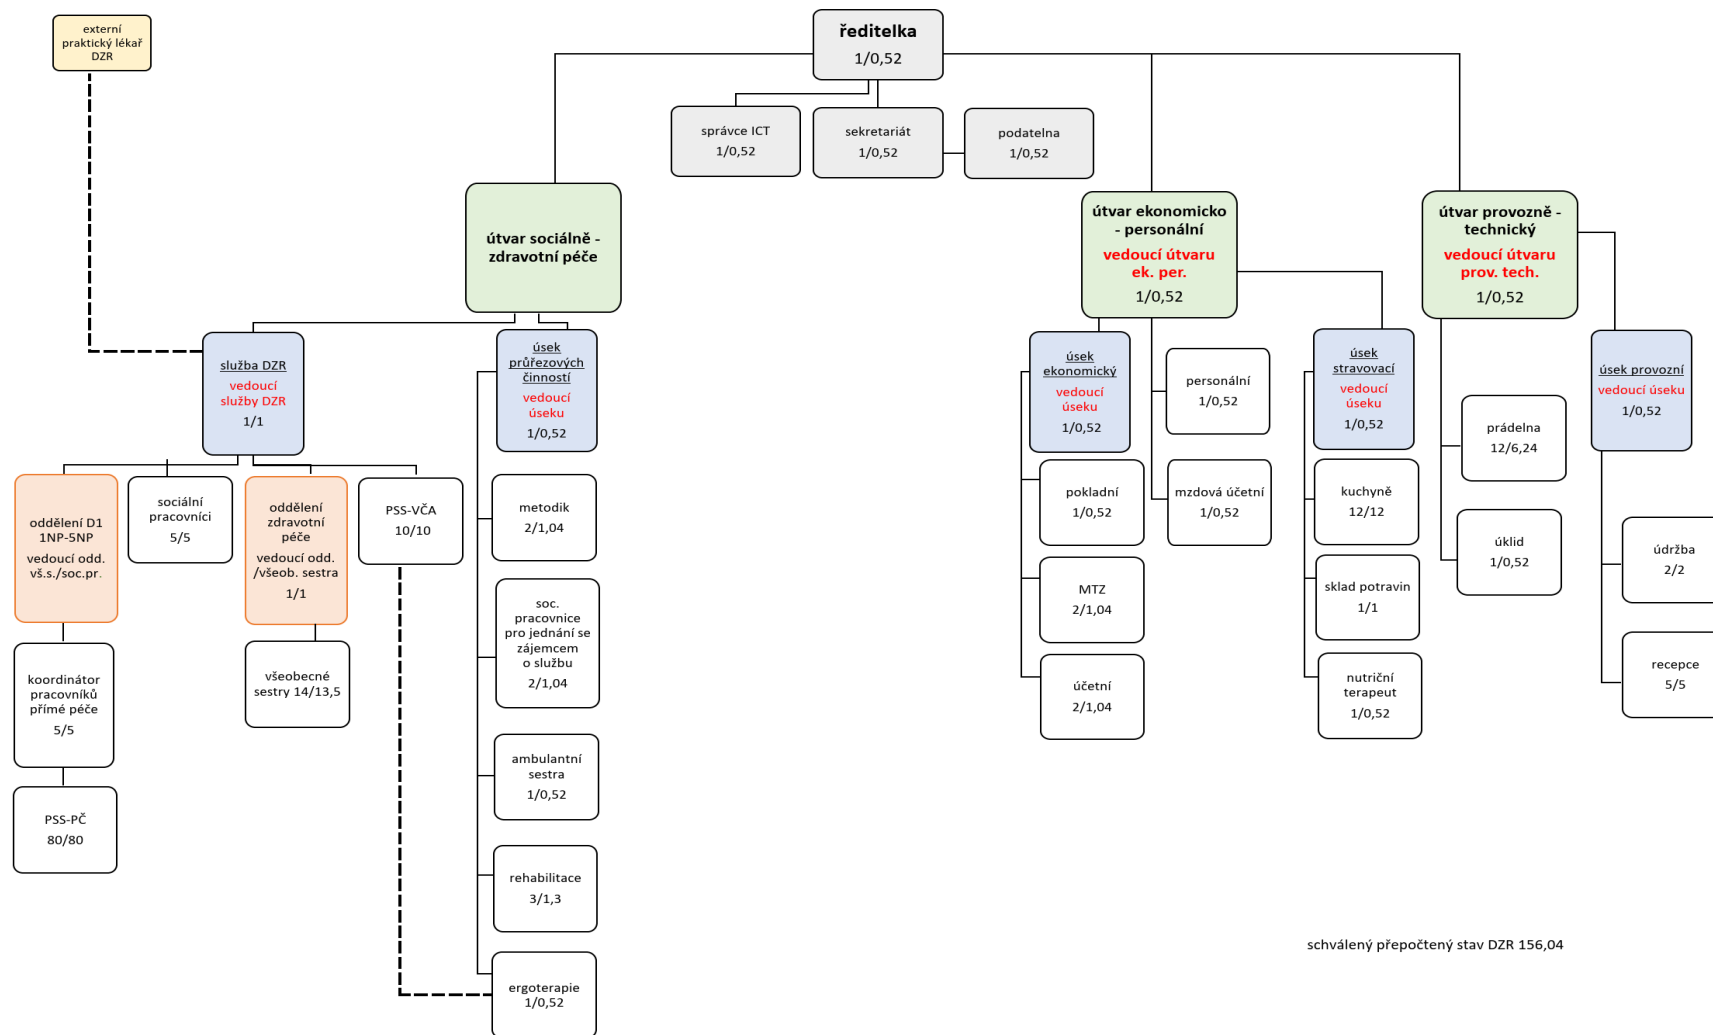 externí
praktický lékař
DZR
ředitelka
1/0,52
správce ICT
1/0,52
sekretariát
1/0,52
podatelna
1/0,52
útvar sociálně -
zdravotní péče
útvar ekonomicko
- personální
vedoucí útvaru
ek. per.
1/0,52
útvar provozně -
technický
vedoucí útvaru
prov. tech.
1/0,52
služba DZR
vedoucí
služby DZR
1/1
úsek
průřezových
činností
vedoucí
úseku
1/0,52
úsek
ekonomický
vedoucí
úseku
1/0,52
personální
1/0,52
úsek
stravovací
vedoucí
úseku
1/0,52
prádelna
12/6,24
úsek provozní
vedoucí úseku
1/0,52
oddělení D1
1NP-5NP
vedoucí odd.
vš.s./soc.pr.
sociální
pracovníci
5/5
oddělení
zdravotní
péče
vedoucí odd.
/všeob. sestra
1/1
PSS-VČA
10/10
metodik
2/1,04
pokladní
1/0,52
mzdová účetní
1/0,52
kuchyně
12/12
úklid
1/0,52
údržba
2/2
koordinátor
pracovníků
přímé péče
5/5
všeobecné
sestry 14/13,5
soc.
pracovnice
pro jednání se
zájemcem
o službu
2/1,04
MTZ
2/1,04
sklad potravin
1/1
účetní
2/1,04
nutriční
terapeut
1/0,52
recepce
5/5
PSS-PČ
80/80
ambulantní
sestra
1/0,52
rehabilitace
3/1,3
ergoterapie
1/0,52
schválený přepočtený stav DZR 156,04